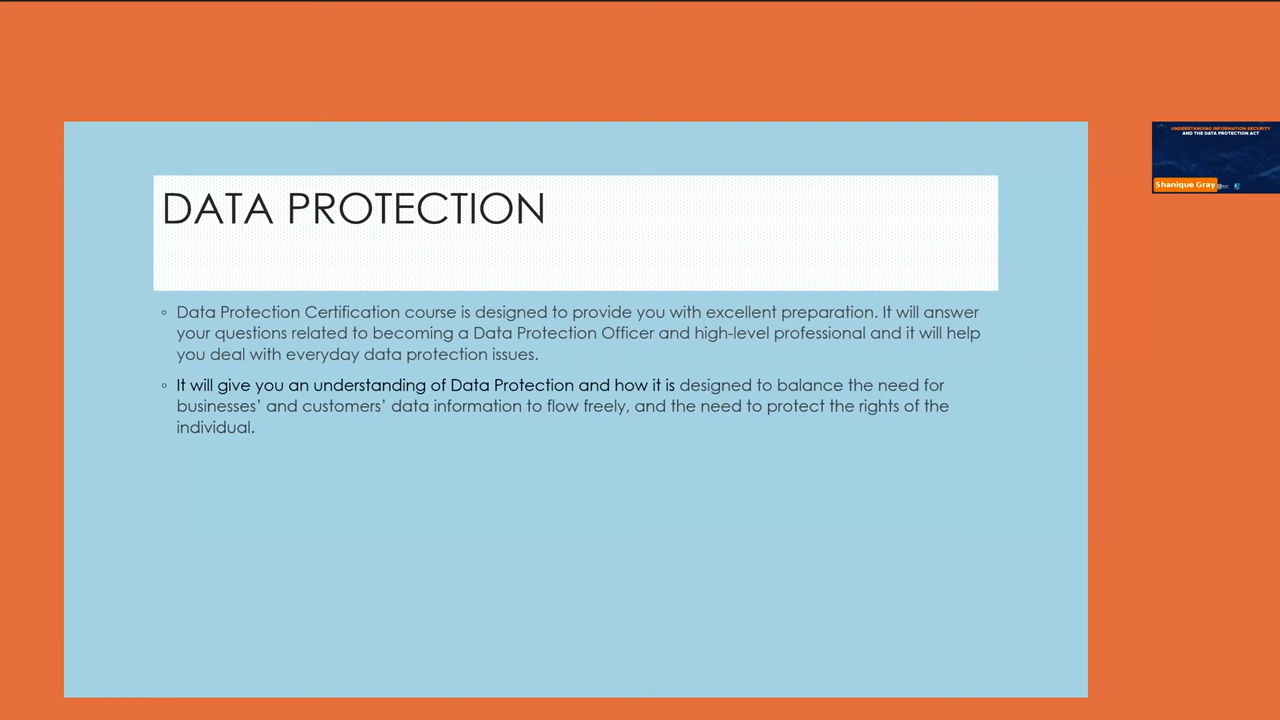 DATA PROTECTION
◦ Data Protection Certification course is designed to provide you with excellent preparation. It will answer
your questions related to becoming a Data Protection Officer and high-level professional and it will help
you deal with everyday data protection issues.
◦ It will give you an understanding of Data Protection and how it is designed to balance the need for
businesses’ and customers’ data information to flow freely, and the need to protect the rights of the
individual.
UNDERSTANDING INFORMATION SECURITY
AND THE DATA PROTECTION ACT
Shanique Gray